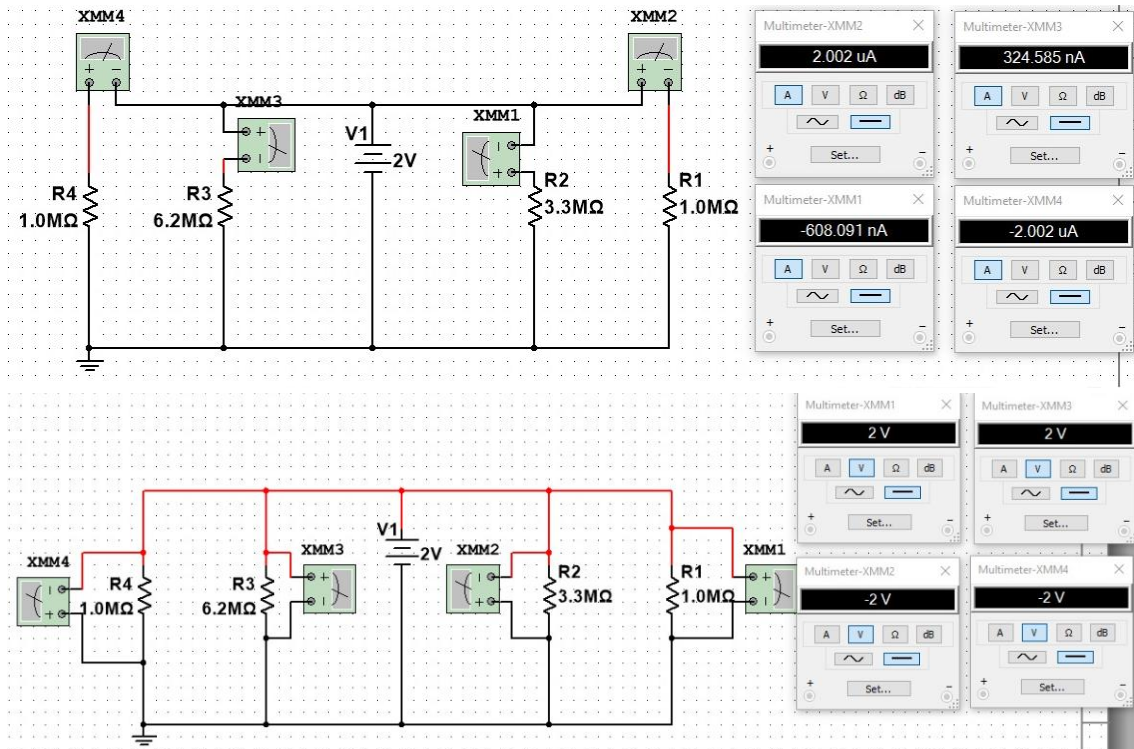 XMM4
XMM2
XMM3
XMM1
V1
2V
R4
1.0MΩ
R3
6.2MΩ
R2
3.3MΩ
R1
1.0MΩ
+ −
+ −
Multimeter-XMM2 ×
2.002 uA
A V Ω dB
+ Set... −
Multimeter-XMM3 ×
324.585 nA
A V Ω dB
+ Set... −
Multimeter-XMM1 ×
-608.091 nA
A V Ω dB
+ Set... −
Multimeter-XMM4 ×
-2.002 uA
A V Ω dB
+ Set... −
XMM4
R4
1.0MΩ
XMM3
R3
6.2MΩ
V1
2V
XMM2
R2
3.3MΩ
R1
1.0MΩ
XMM1
Multimeter-XMM1 ×
2 V
A V Ω dB
+ Set... −
Multimeter-XMM3
2 V
A V Ω dB
+ Set... −
Multimeter-XMM2 ×
-2 V
A V Ω dB
+ Set... −
Multimeter-XMM4 ×
-2 V
A V Ω dB
+ Set... −